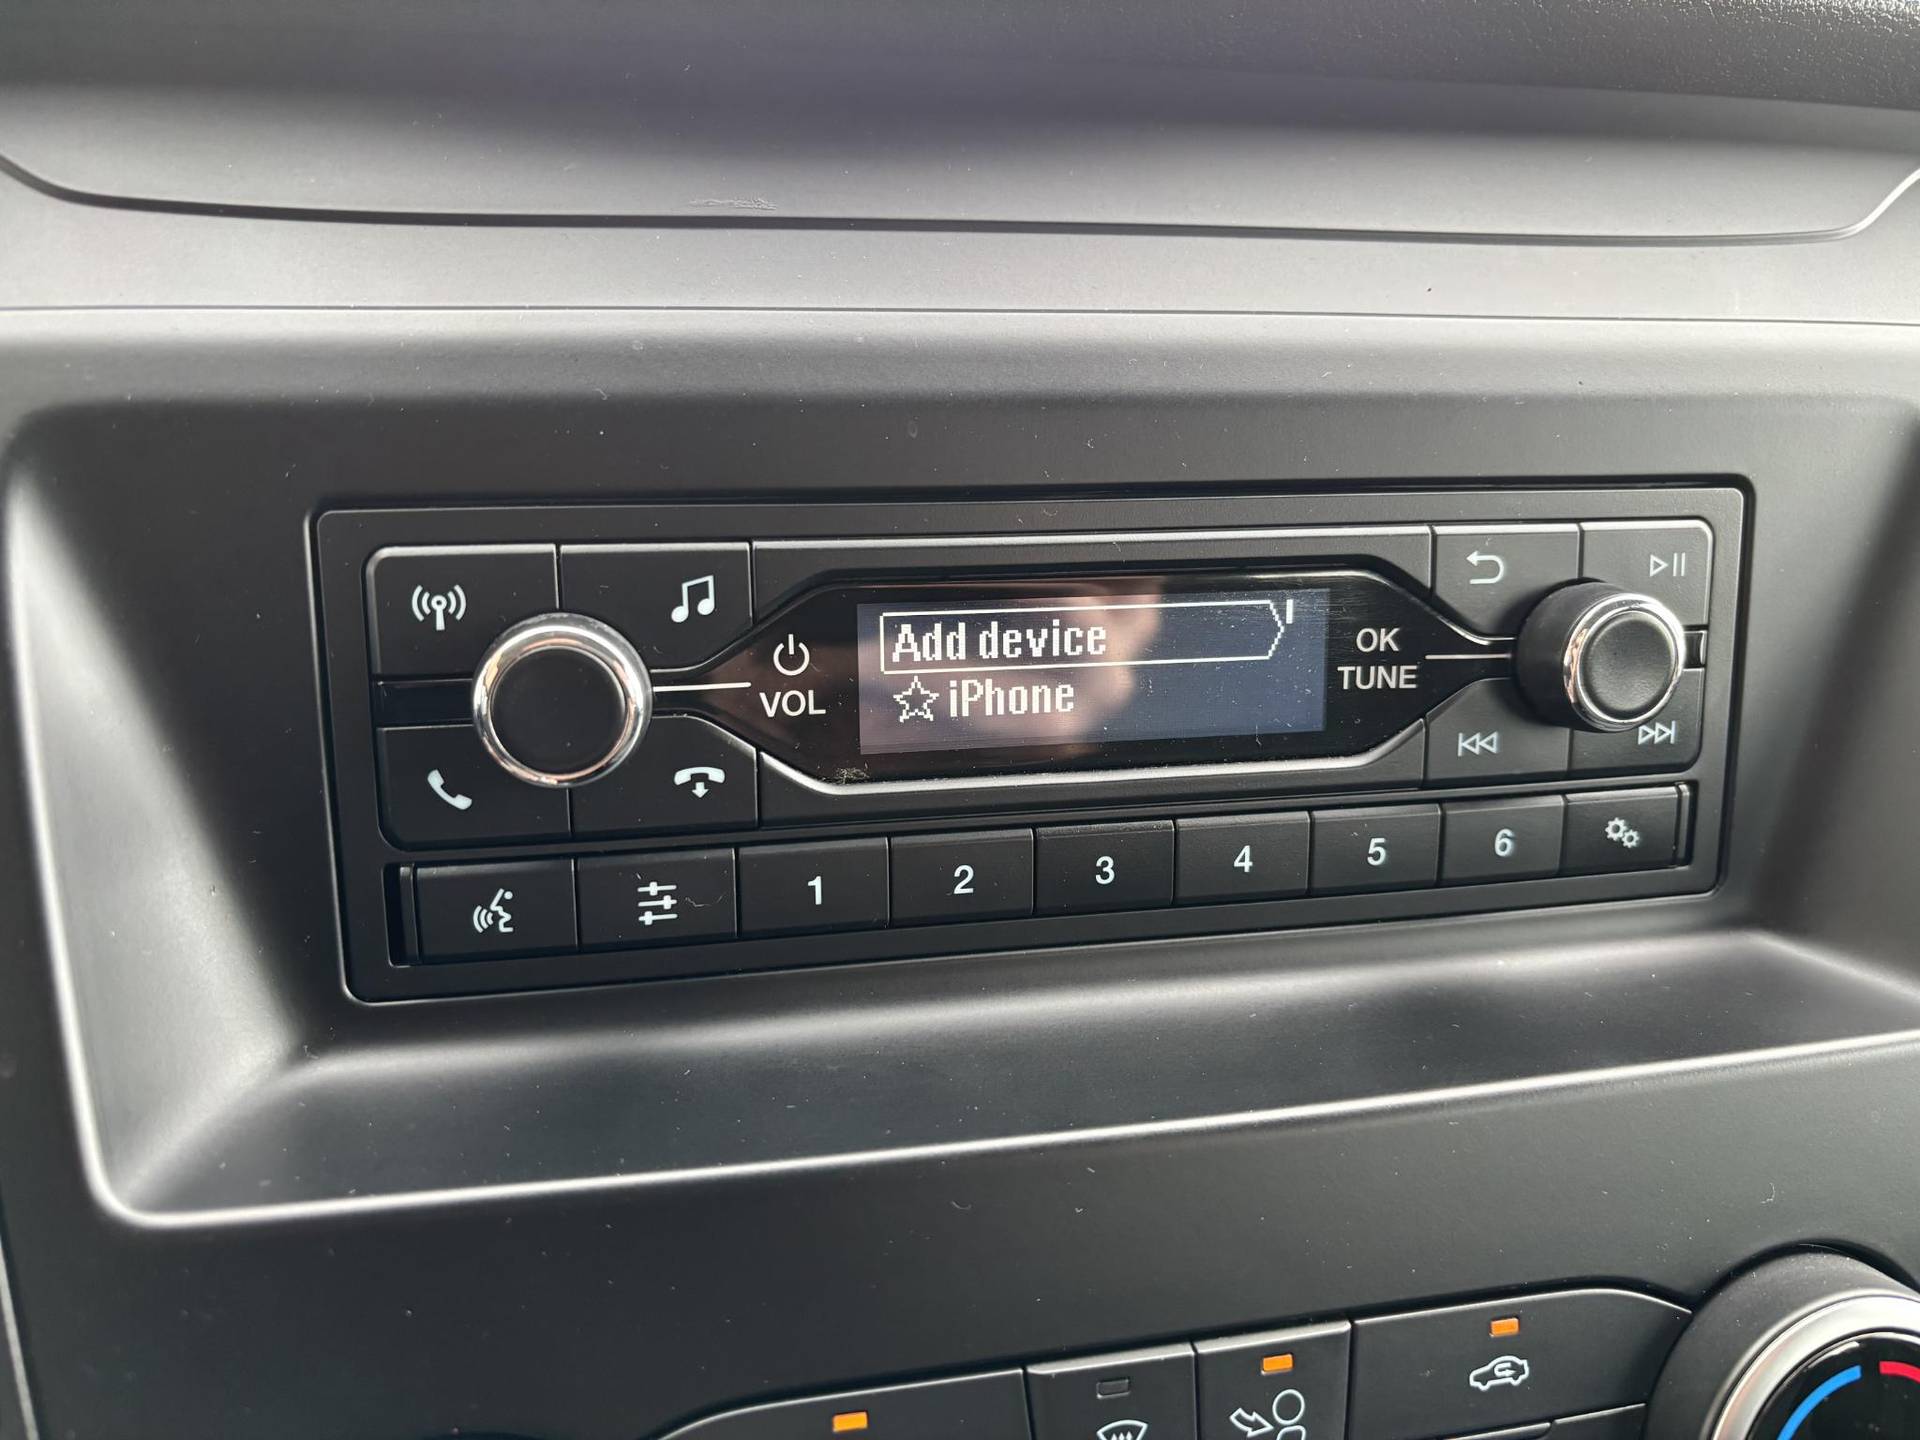 Add device
iPhone
VOL
OK
TUNE
1 2 3 4 5 6